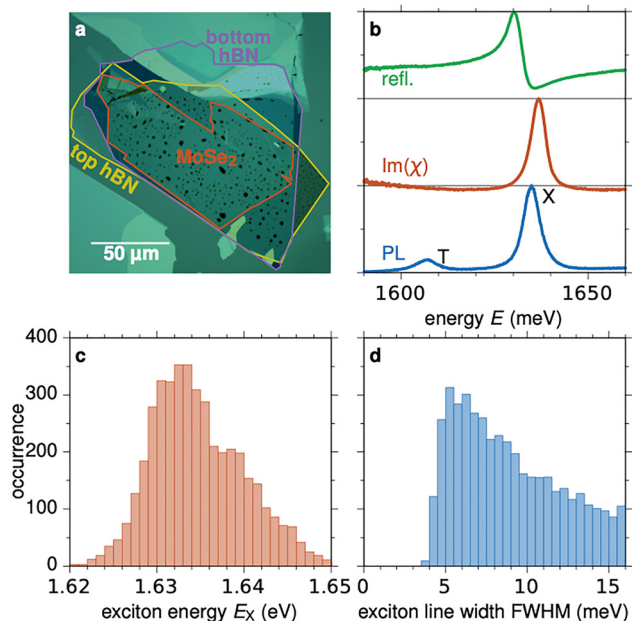 a
bottom
hBN
MoSe₂
top hBN
50 µm
b
refl.
Im(χ)
X
PL
T
1600
1650
energy E (meV)
c
400
300
200
100
0
occurrence
1.62
1.63
1.64
1.65
exciton energy Eₓ (eV)
d
0
5
10
15
exciton line width FWHM (meV)